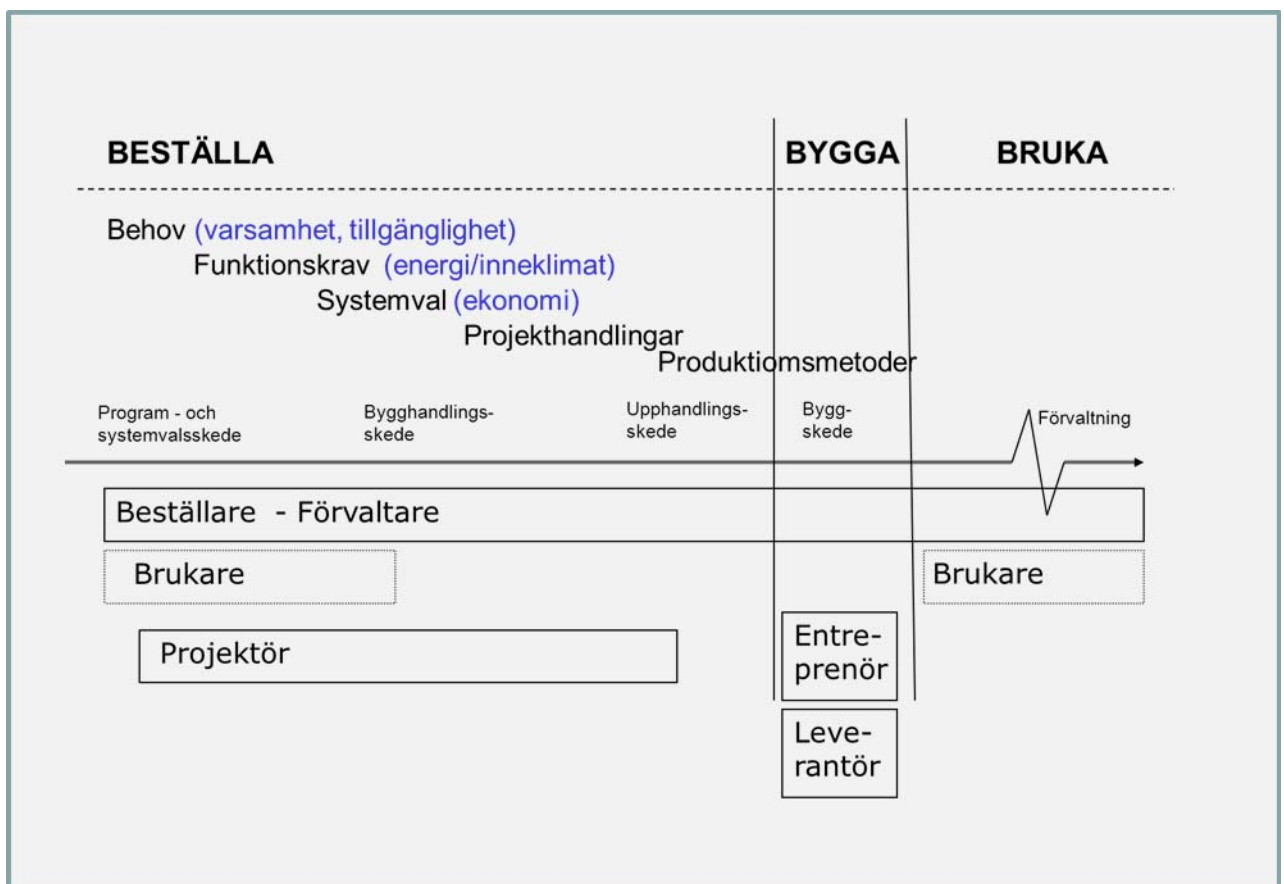 BESTÄLLA BYGGA BRUKA
Behov (varsamhet, tillgänglighet)
Funktionskrav (energi/inneklimat)
Systemval (ekonomi)
Projekthandlingar
Produktiomsmetoder
Program - och
systemvalsskede
Bygghandlings-
skede
Upphandlings-
skede
Bygg-
skede
Förvaltning
Beställare - Förvaltare
Brukare
Brukare
Projektör
Entre-
prenör
Leve-
rantör